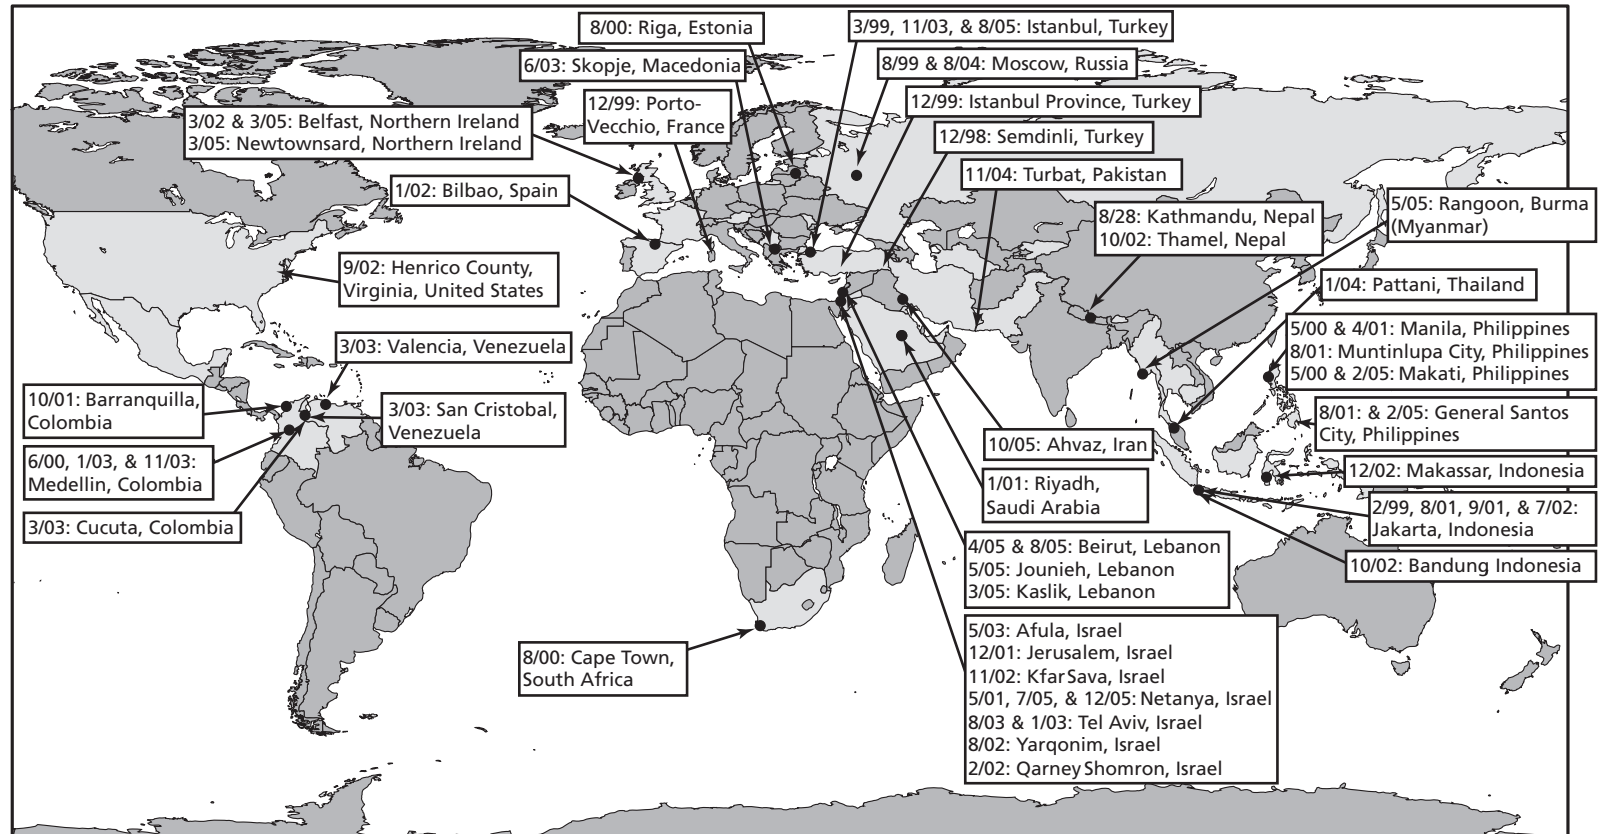 8/00: Riga, Estonia
3/99, 11/03, & 8/05: Istanbul, Turkey
6/03: Skopje, Macedonia
8/99 & 8/04: Moscow, Russia
12/99: Porto-
Vecchio, France
12/99: Istanbul Province, Turkey
3/02 & 3/05: Belfast, Northern Ireland
3/05: Newtownsard, Northern Ireland
12/98: Semdinli, Turkey
11/04: Turbat, Pakistan
1/02: Bilbao, Spain
8/28: Kathmandu, Nepal
10/02: Thamel, Nepal
5/05: Rangoon, Burma
(Myanmar)
9/02: Henrico County,
Virginia, United States
1/04: Pattani, Thailand
5/00 & 4/01: Manila, Philippines
8/01: Muntinlupa City, Philippines
5/00 & 2/05: Makati, Philippines
3/03: Valencia, Venezuela
10/01: Barranquilla,
Colombia
3/03: San Cristobal,
Venezuela
8/01: & 2/05: General Santos
City, Philippines
10/05: Ahvaz, Iran
6/00, 1/03, & 11/03:
Medellin, Colombia
12/02: Makassar, Indonesia
1/01: Riyadh,
Saudi Arabia
2/99, 8/01, 9/01, & 7/02:
Jakarta, Indonesia
3/03: Cucuta, Colombia
4/05 & 8/05: Beirut, Lebanon
5/05: Jounieh, Lebanon
3/05: Kaslik, Lebanon
10/02: Bandung Indonesia
5/03: Afula, Israel
12/01: Jerusalem, Israel
11/02: KfarSava, Israel
5/01, 7/05, & 12/05: Netanya, Israel
8/03 & 1/03: Tel Aviv, Israel
8/02: Yarqonim, Israel
2/02: Qarney Shomron, Israel
8/00: Cape Town,
South Africa